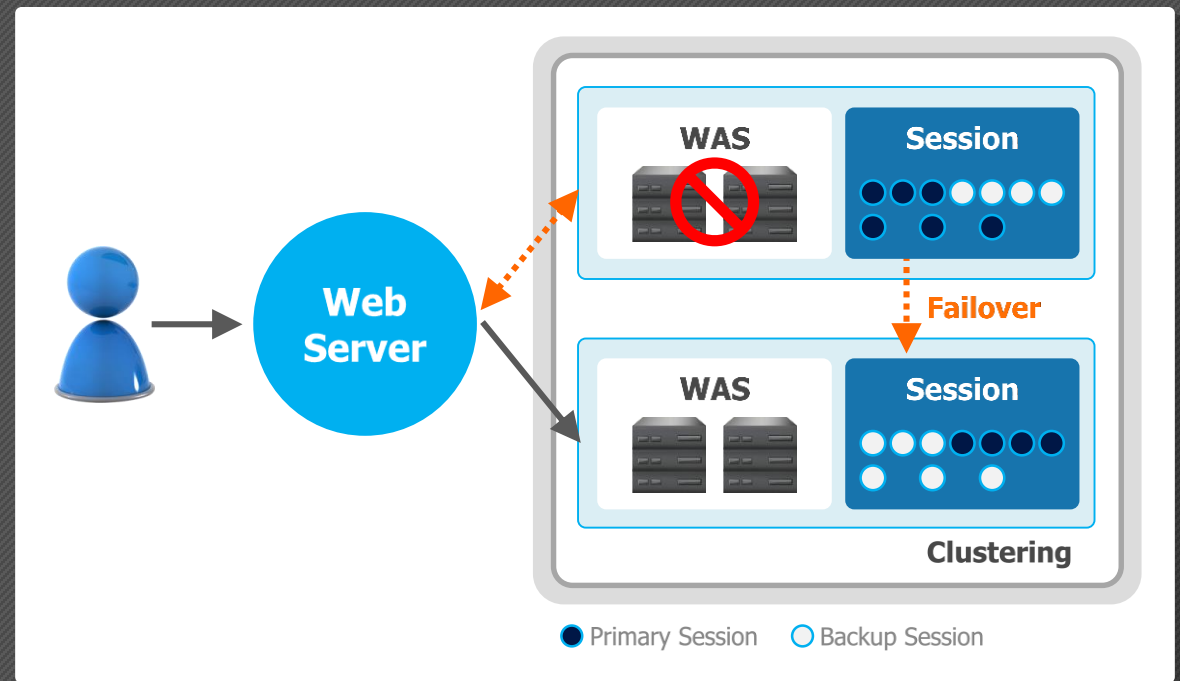 WAS
Session
Web
Server
Failover
WAS
Session
Clustering
Primary Session
Backup Session